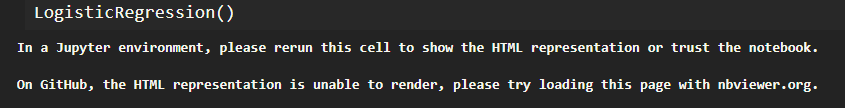 LogisticRegression()
In a Jupyter environment, please rerun this cell to show the HTML representation or trust the notebook.
On GitHub, the HTML representation is unable to render, please try loading this page with nbviewer.org.